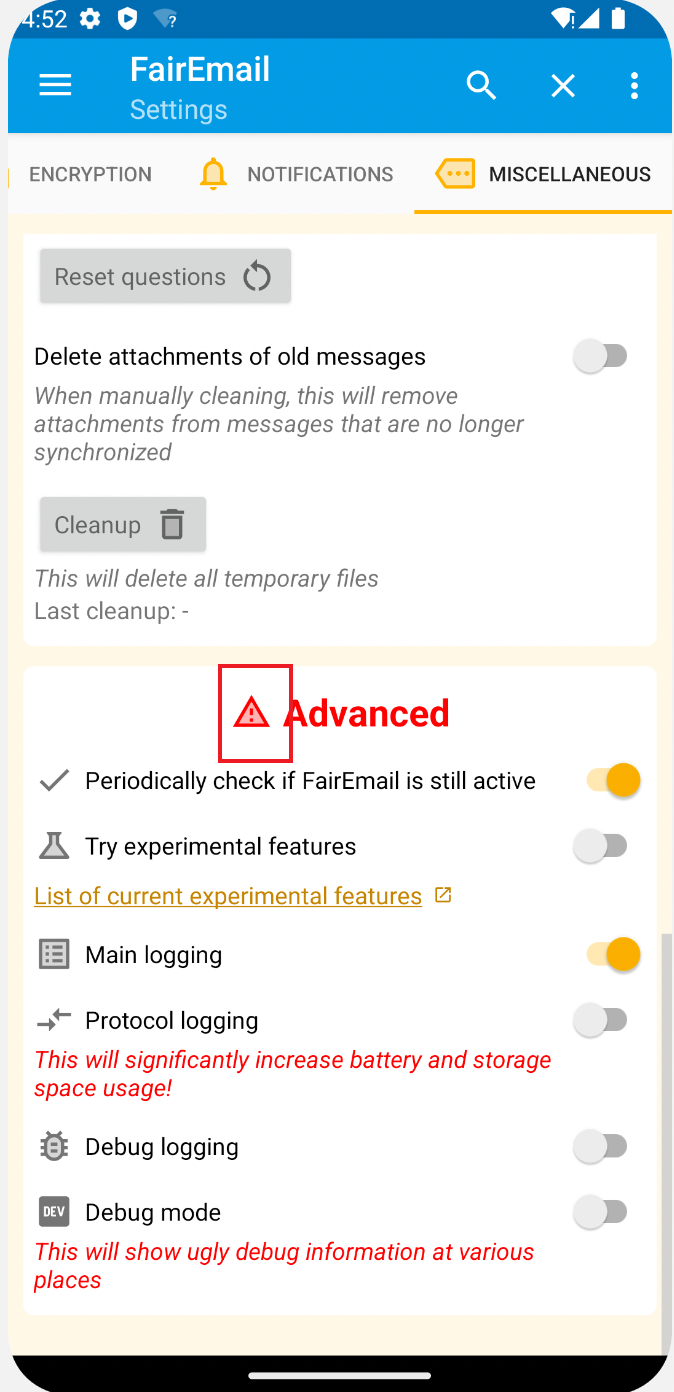 4:52
FairEmail
Settings
ENCRYPTION NOTIFICATIONS MISCELLANEOUS
Reset questions
Delete attachments of old messages
When manually cleaning, this will remove
attachments from messages that are no longer
synchronized
Cleanup
This will delete all temporary files
Last cleanup: -
Advanced
Periodically check if FairEmail is still active
Try experimental features
List of current experimental features
Main logging
Protocol logging
This will significantly increase battery and storage
space usage!
Debug logging
DEV Debug mode
This will show ugly debug information at various
places